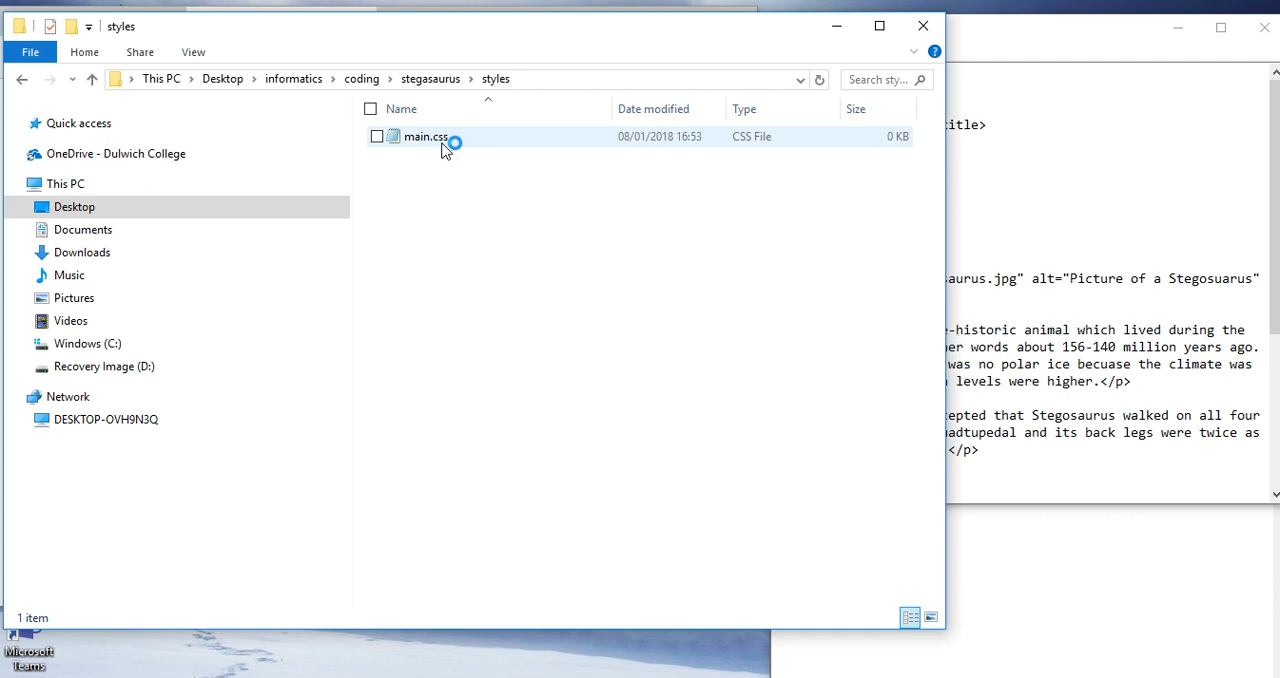 styles
File Home Share View
This PC Desktop informatics coding stegasaurus styles Search sty...
Name Date modified Type Size
main.css 08/01/2018 16:53 CSS File 0 KB
Quick access
OneDrive - Dulwich College
This PC
Desktop
Documents
Downloads
Music
Pictures
Videos
Windows (C:)
Recovery Image (D:)
Network
DESKTOP-OVH9N3Q
1 item
itle>
aurus.jpg" alt="Picture of a Stegosuarus"
-historic animal which lived during the
er words about 156-140 million years ago.
was no polar ice becuase the climate was
levels were higher.</p>
epted that Stegosaurus walked on all four
adtupedal and its back legs were twice as
</p>
Microsoft
Teams